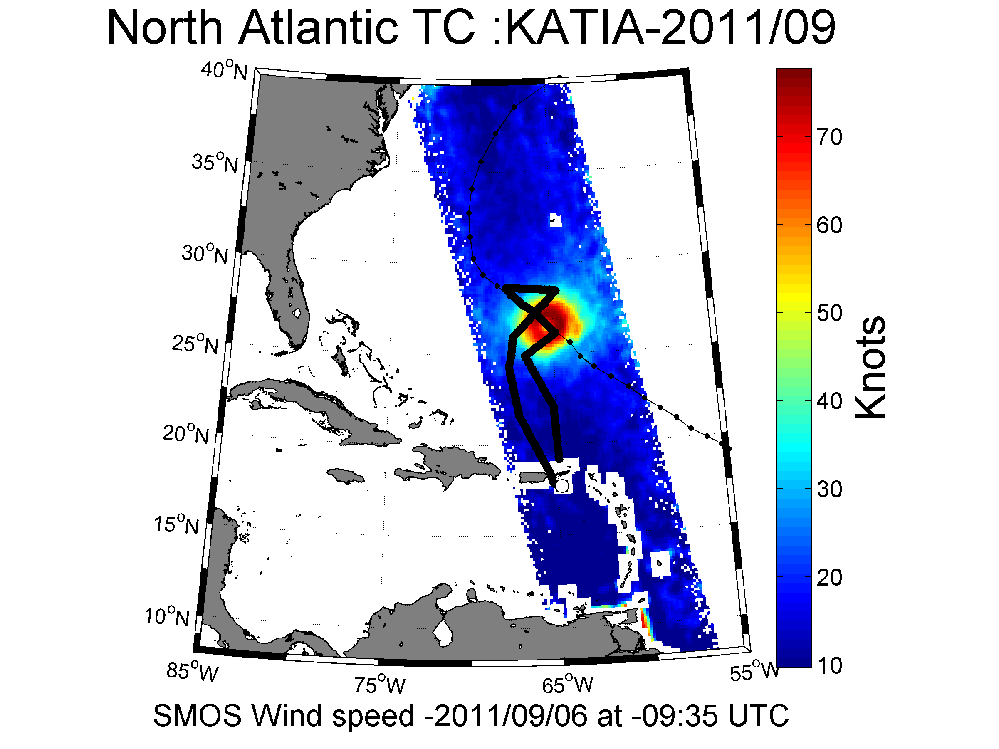 North Atlantic TC :KATIA-2011/09
40°N
35°N
30°N
25°N
20°N
15°N
10°N
85°W
75°W
65°W
55°W
70
60
50
40
30
20
10
Knots
SMOS Wind speed -2011/09/06 at -09:35 UTC